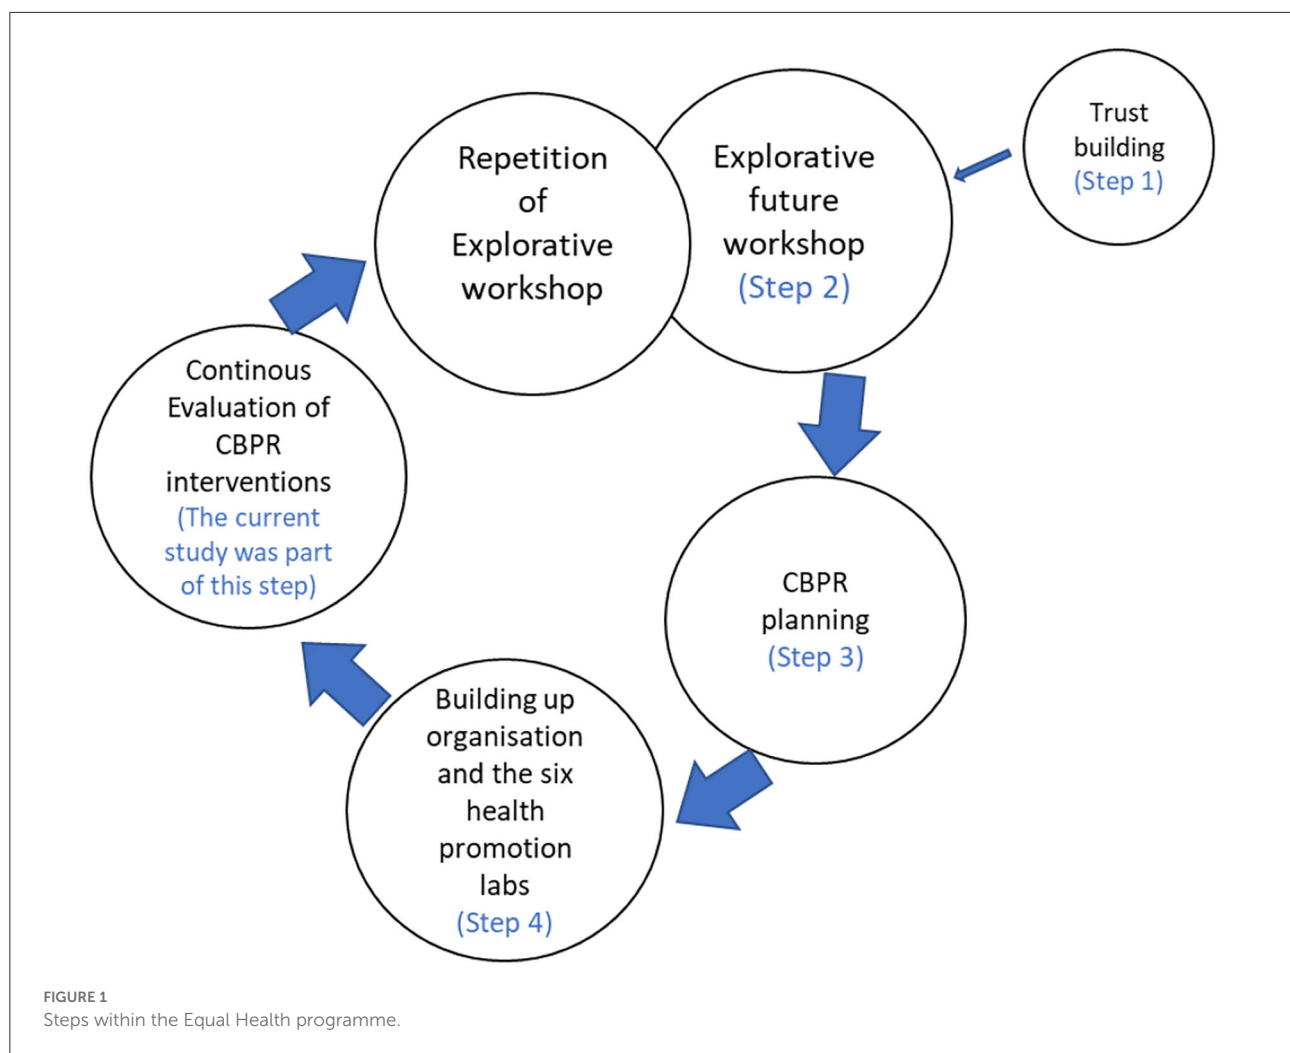 Trust
building
(Step 1)
Explorative
future
workshop
(Step 2)
CBPR
planning
(Step 3)
Building up
organisation
and the six
health
promotion
labs
(Step 4)
Continous
Evaluation of
CBPR
interventions
(The current
study was part
of this step)
Repetition
of
Explorative
workshop
FIGURE 1
Steps within the Equal Health programme.